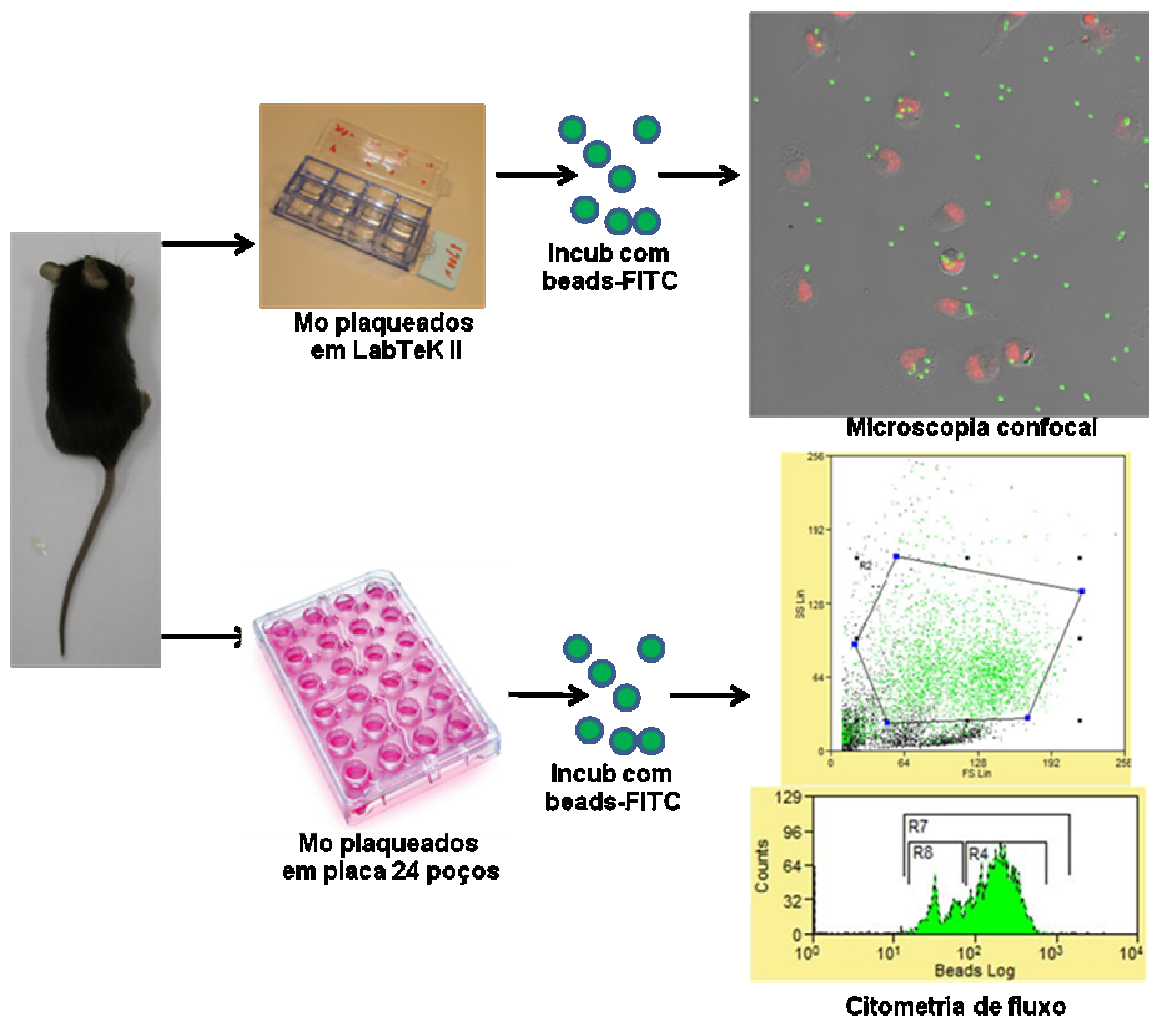 Incub com
beads-FITC
Mo plaqueados
em LabTeK II
Microscopia confocal
256
192
128
64
0
SS Lin
R2
0
64
128
192
256
FS Lin
Incub com
beads-FITC
Mo plaqueados
em placa 24 poços
129
96
64
32
0
Counts
R7
R8
R4
10⁰
10¹
10²
10³
10⁴
Beads Log
Citometria de fluxo